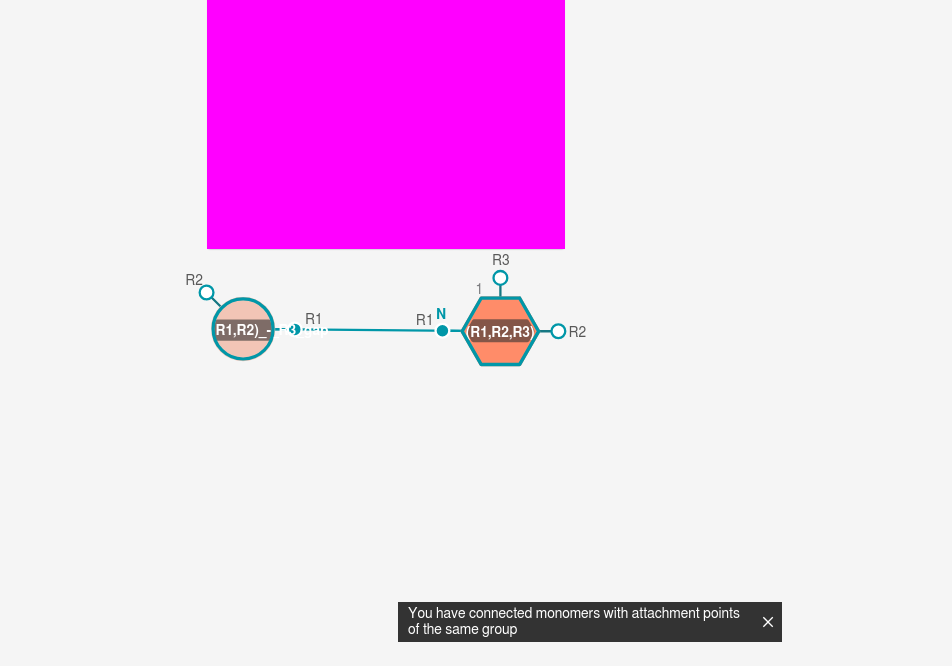 R3
R2
1
R1
R1
N
R1,R2)_-
(R1,R2,R3)
R2
You have connected monomers with attachment points
of the same group